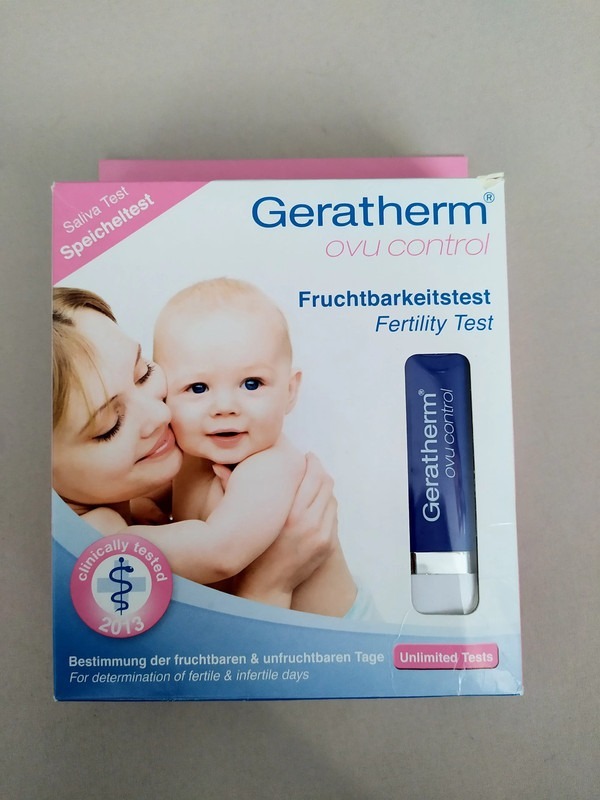 Saliva Test
Speicheltest
Geratherm®
ovu control
Fruchtbarkeitstest
Fertility Test
Geratherm®
ovu control
clinically tested
2013
Bestimmung der fruchtbaren & unfruchtbaren Tage
For determination of fertile & infertile days
Unlimited Tests